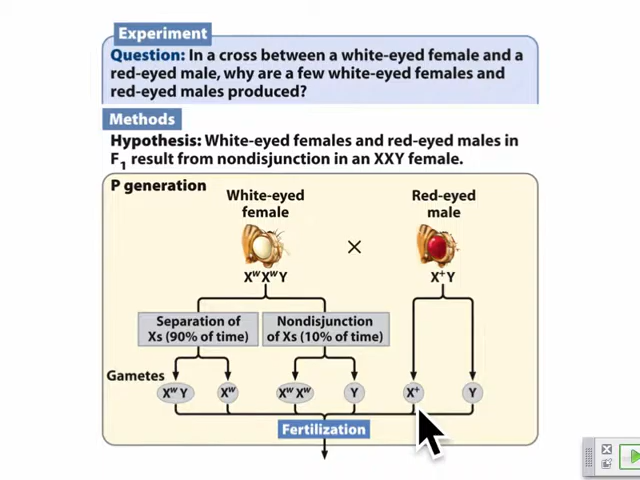 Experiment
Question: In a cross between a white-eyed female and a
red-eyed male, why are a few white-eyed females and
red-eyed males produced?
Methods
Hypothesis: White-eyed females and red-eyed males in
F₁ result from nondisjunction in an XXY female.
P generation
White-eyed
female
Red-eyed
male
×
XʷXʷY
X⁺Y
Separation of
Xs (90% of time)
Nondisjunction
of Xs (10% of time)
Gametes
Xʷ Y
Xʷ
Xʷ Xʷ
Y
X⁺
Y
Fertilization